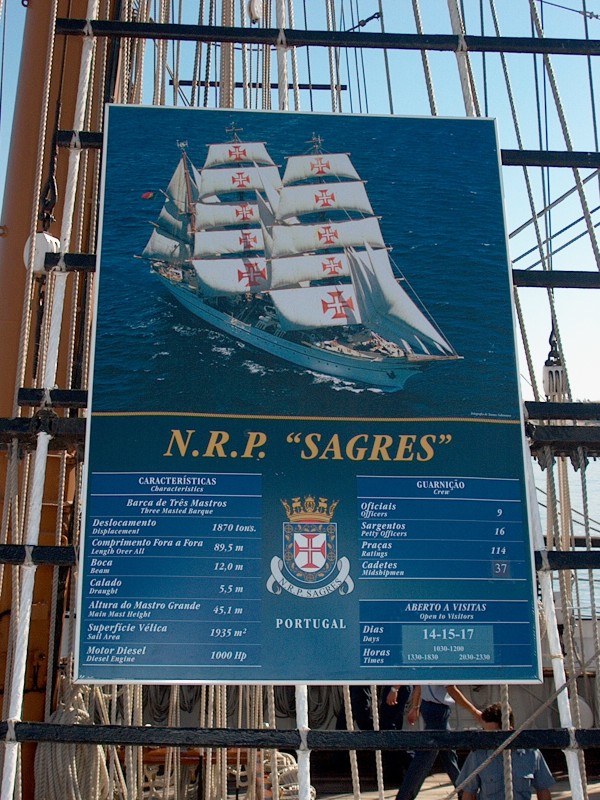 N.R.P. "SAGRES"
CARACTERÍSTICAS
Characteristics
Barca de Três Mastros
Three Masted Barque
Deslocamento
Displacement
1870 tons.
Comprimento Fora a Fora
Length Over All
89,5 m
Boca
Beam
12,0 m
Calado
Draught
5,5 m
Altura do Mastro Grande
Main Mast Height
45,1 m
Superfície Vélica
Sail Area
1935 m²
Motor Diesel
Diesel Engine
1000 Hp
N.R.P. SAGRES
PORTUGAL
GUARNIÇÃO
Crew
Oficiais
Officers
9
Sargentos
Petty Officers
16
Praças
Ratings
114
Cadetes
Midshipmen
37
ABERTO A VISITAS
Open to Visitors
Dias
Days
14-15-17
Horas
Times
1030-1200
1330-1830 2030-2330